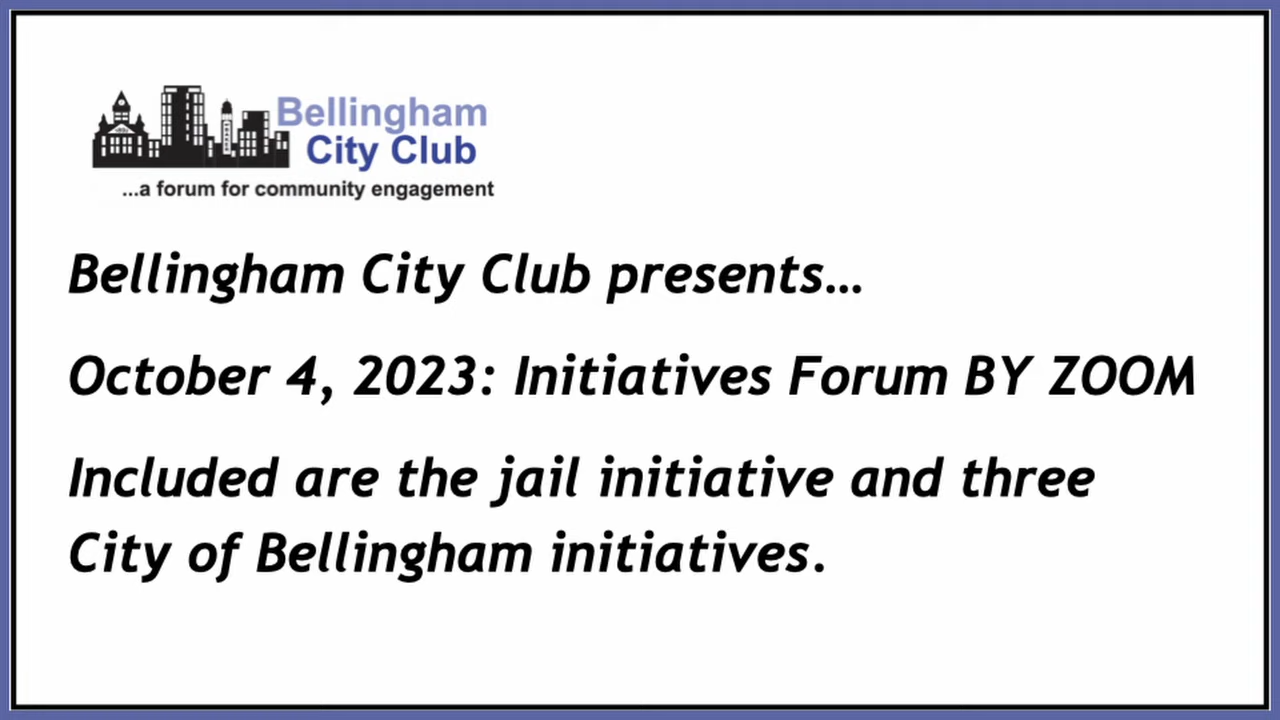 Bellingham
City Club
...a forum for community engagement
Bellingham City Club presents...
October 4, 2023: Initiatives Forum BY ZOOM
Included are the jail initiative and three
City of Bellingham initiatives.